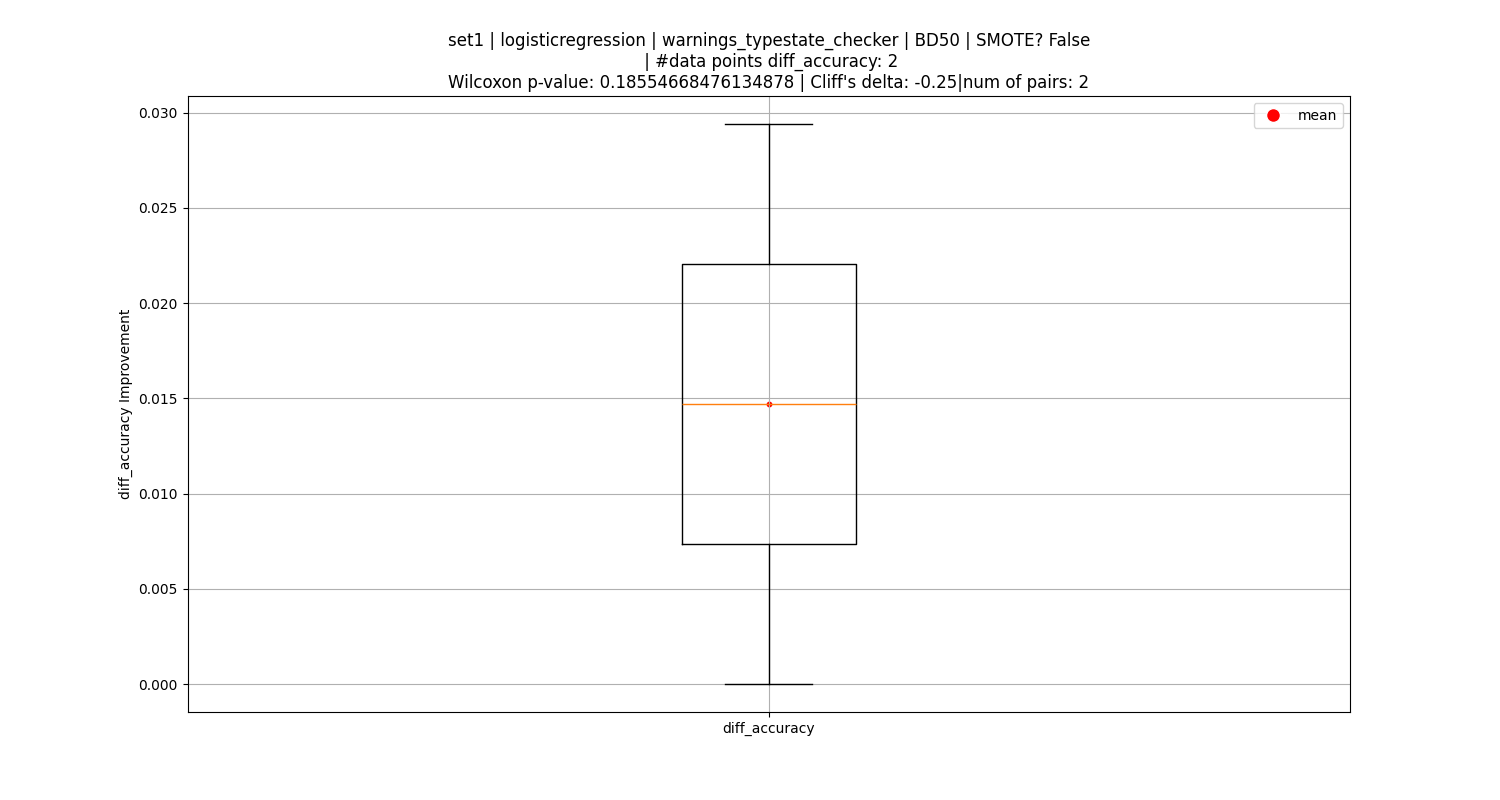 set1 | logisticregression | warnings_typestate_checker | BD50 | SMOTE? False
| #data points diff_accuracy: 2
Wilcoxon p-value: 0.18554668476134878 | Cliff's delta: -0.25|num of pairs: 2
mean
0.030
0.025
0.020
0.015
0.010
0.005
0.000
diff_accuracy Improvement
diff_accuracy